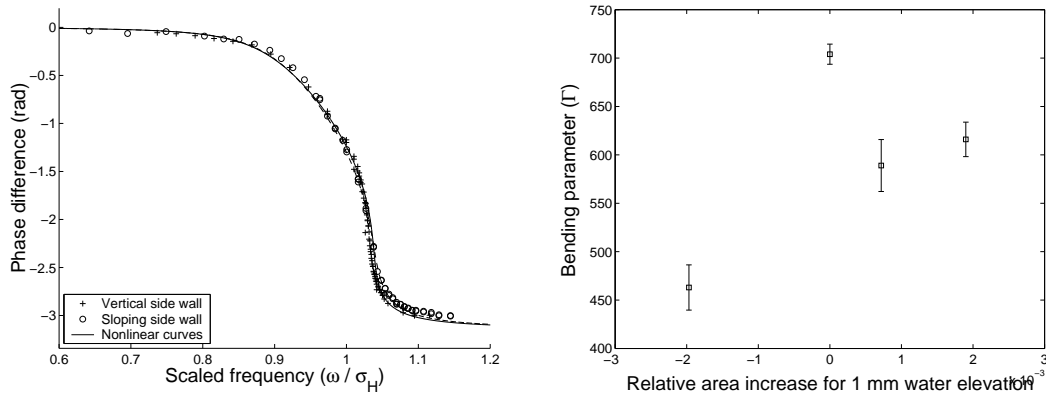 0
−0.5
−1
−1.5
−2
−2.5
−3
0.6 0.7 0.8 0.9 1 1.1 1.2
Phase difference (rad)
Scaled frequency (ω / σH)
Vertical side wall
Sloping side wall
Nonlinear curves
750
700
650
600
550
500
450
400
−3 −2 −1 0 1 2 3
x 10−3
Bending parameter (Γ)
Relative area increase for 1 mm water elevation